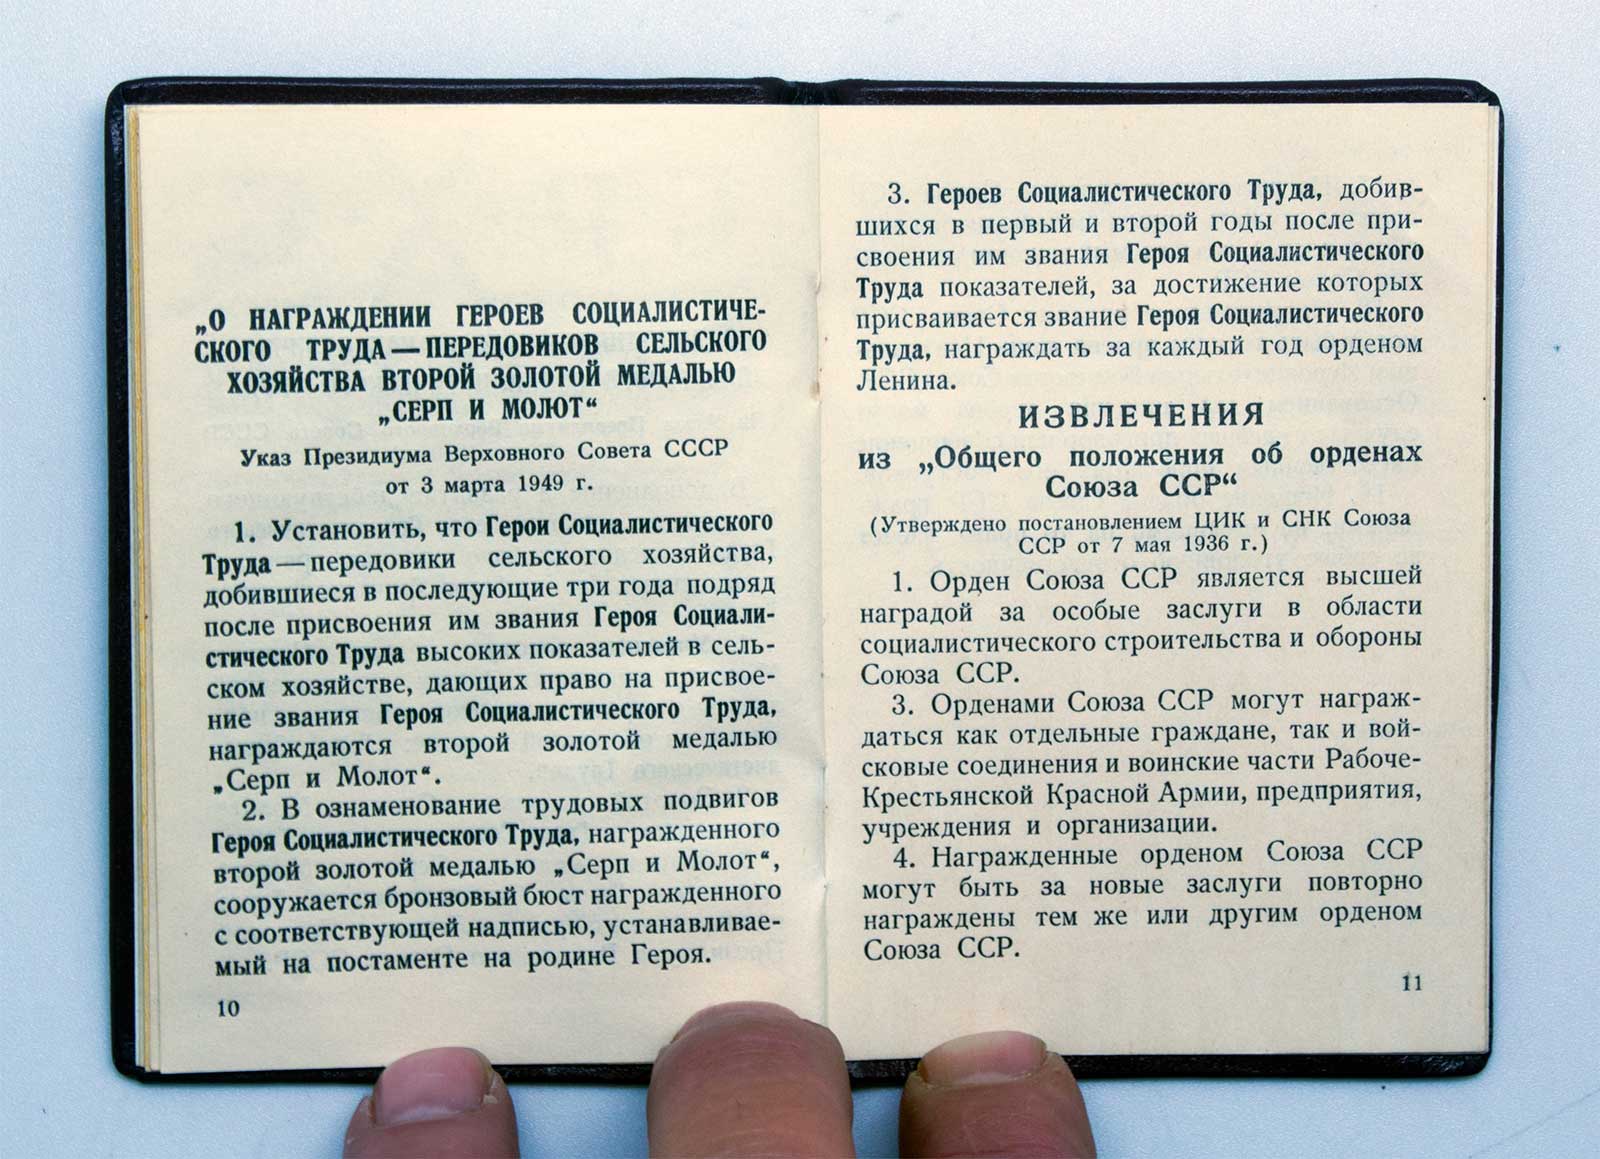 „О НАГРАЖДЕНИИ ГЕРОЕВ СОЦИАЛИСТИЧЕ-
СКОГО ТРУДА — ПЕРЕДОВИКОВ СЕЛЬСКОГО
ХОЗЯЙСТВА ВТОРОЙ ЗОЛОТОЙ МЕДАЛЬЮ
„СЕРП И МОЛОТ“
Указ Президиума Верховного Совета СССР
от 3 марта 1949 г.
1. Установить, что Герои Социалистического
Труда — передовики сельского хозяйства,
добившиеся в последующие три года подряд
после присвоения им звания Героя Социали-
стического Труда высоких показателей в сель-
ском хозяйстве, дающих право на присвое-
ние звания Героя Социалистического Труда,
награждаются второй золотой медалью
„Серп и Молот“.
2. В ознаменование трудовых подвигов
Героя Социалистического Труда, награжденного
второй золотой медалью „Серп и Молот“,
сооружается бронзовый бюст награжденного
с соответствующей надписью, устанавливае-
мый на постаменте на родине Героя.
10
3. Героев Социалистического Труда, добив-
шихся в первый и второй годы после при-
своения им звания Героя Социалистического
Труда показателей, за достижение которых
присваивается звание Героя Социалистического
Труда, награждать за каждый год орденом
Ленина.
ИЗВЛЕЧЕНИЯ
из „Общего положения об орденах
Союза ССР“
(Утверждено постановлением ЦИК и СНК Союза
ССР от 7 мая 1936 г.)
1. Орден Союза ССР является высшей
наградой за особые заслуги в области
социалистического строительства и обороны
Союза ССР.
3. Орденами Союза ССР могут награж-
даться как отдельные граждане, так и вой-
сковые соединения и воинские части Рабоче-
Крестьянской Красной Армии, предприятия,
учреждения и организации.
4. Награжденные орденом Союза ССР
могут быть за новые заслуги повторно
награждены тем же или другим орденом
Союза ССР.
11